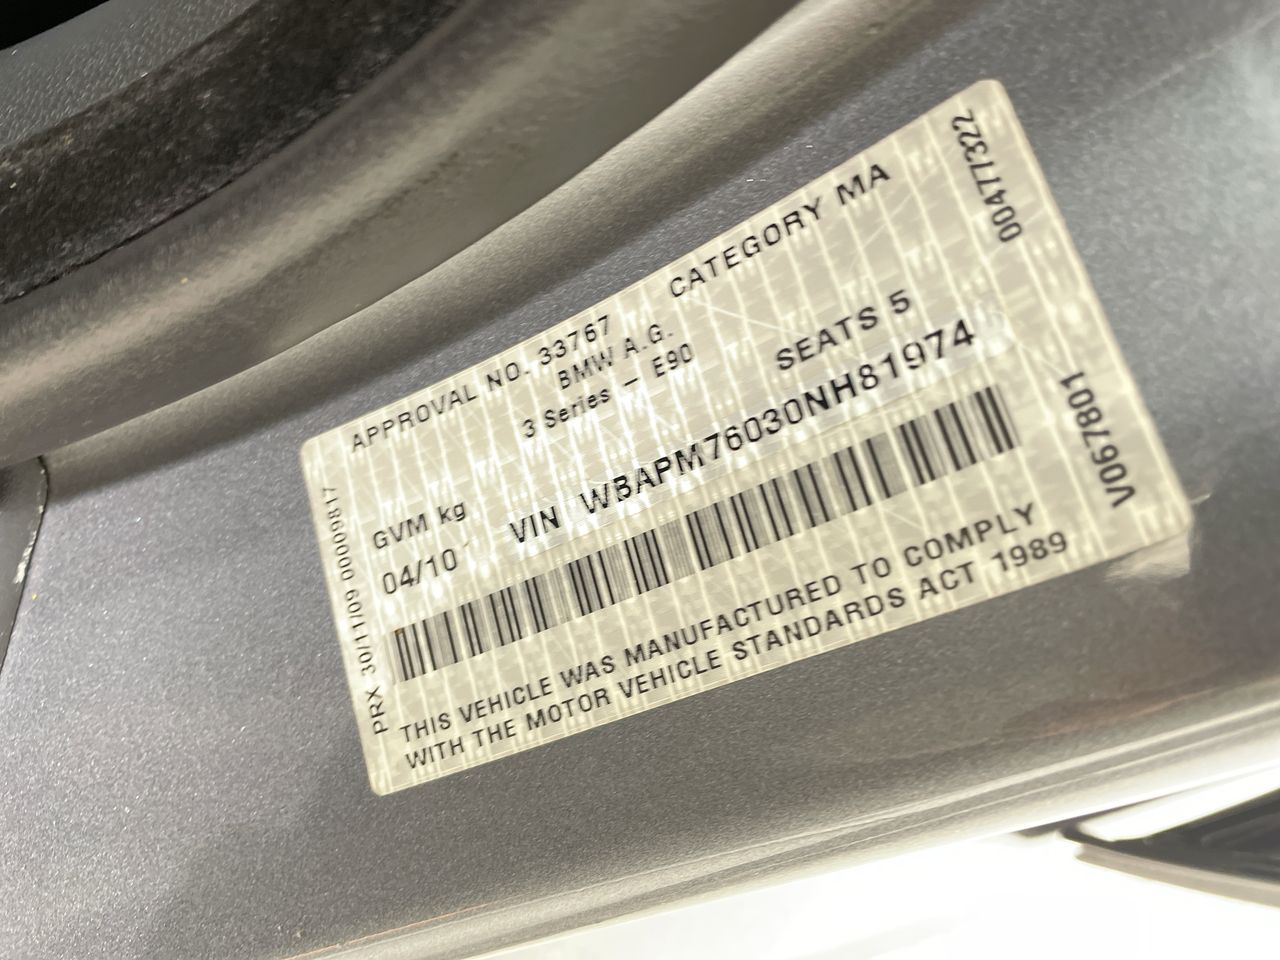 APPROVAL NO. 33767 CATEGORY MA
BMW A.G.
3 Series - E90 SEATS 5
GVM kg
04/10 VIN WBAPM76030NH81974
THIS VEHICLE WAS MANUFACTURED TO COMPLY
WITH THE MOTOR VEHICLE STANDARDS ACT 1989
PRX 30/11/09 00009817
00477322
V067801